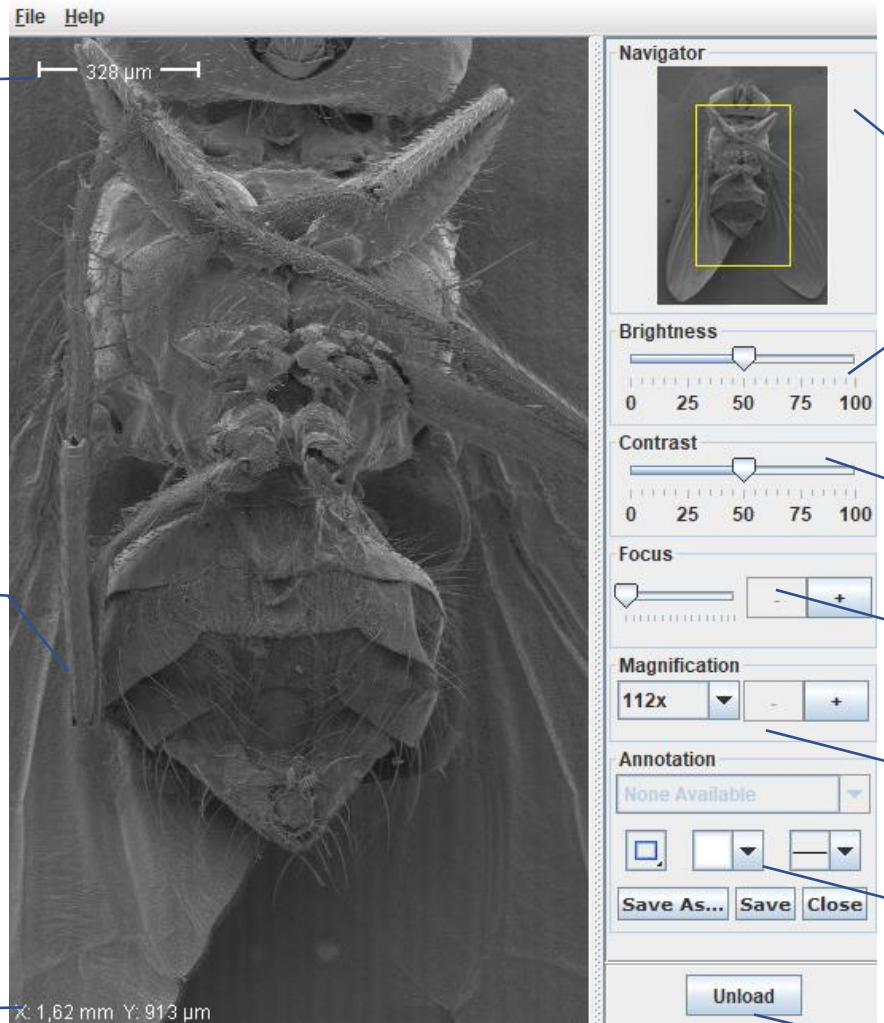 File Help
328 µm
Navigator
Brightness
0 25 50 75 100
Contrast
0 25 50 75 100
Focus
- +
Magnification
112x - +
Annotation
None Available
Save As... Save Close
Unload
X: 1,62 mm Y: 913 µm